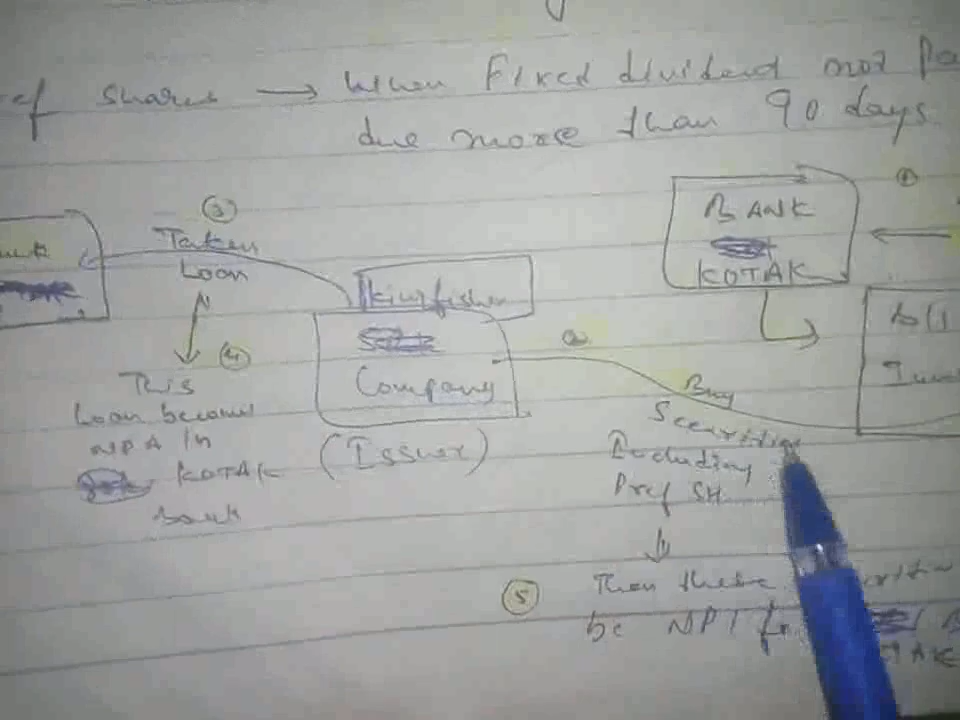 ef shares → When Fixed dividend not Pa
due more than 90 days
③
Taken
Loan
④
This
Loan become
NPA in
KOTAK
bank
kingfisher
Company
(Issuer)
②
Buy
Securities
Including
Pref SH.
①
BANK
KOTAK
⑤ Then these
be NPI